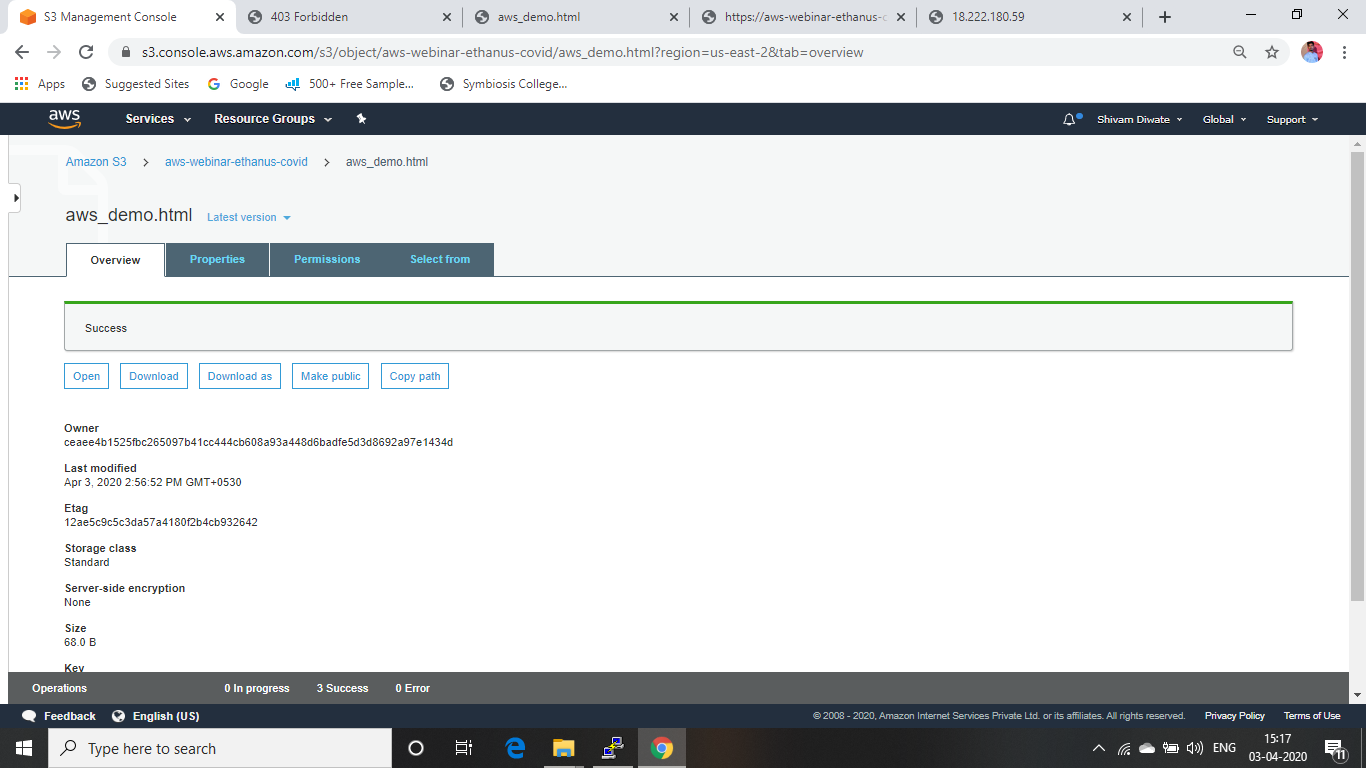 S3 Management Console
403 Forbidden
aws_demo.html
https://aws-webinar-ethanus-c
18.222.180.59
s3.console.aws.amazon.com/s3/object/aws-webinar-ethanus-covid/aws_demo.html?region=us-east-2&tab=overview
Apps
Suggested Sites
Google
500+ Free Sample...
Symbiosis College...
aws
Services
Resource Groups
Shivam Diwate
Global
Support
Amazon S3
aws-webinar-ethanus-covid
aws_demo.html
aws_demo.html
Latest version
Overview
Properties
Permissions
Select from
Success
Open
Download
Download as
Make public
Copy path
Owner
ceaee4b1525fbc265097b41cc444cb608a93a448d6badfe5d3d8692a97e1434d
Last modified
Apr 3, 2020 2:56:52 PM GMT+0530
Etag
12ae5c9c5c3da57a4180f2b4cb932642
Storage class
Standard
Server-side encryption
None
Size
68.0 B
Key
Operations
0 In progress
3 Success
0 Error
Feedback
English (US)
© 2008 - 2020, Amazon Internet Services Private Ltd. or its affiliates. All rights reserved.
Privacy Policy
Terms of Use
Type here to search
ENG
15:17
03-04-2020
11